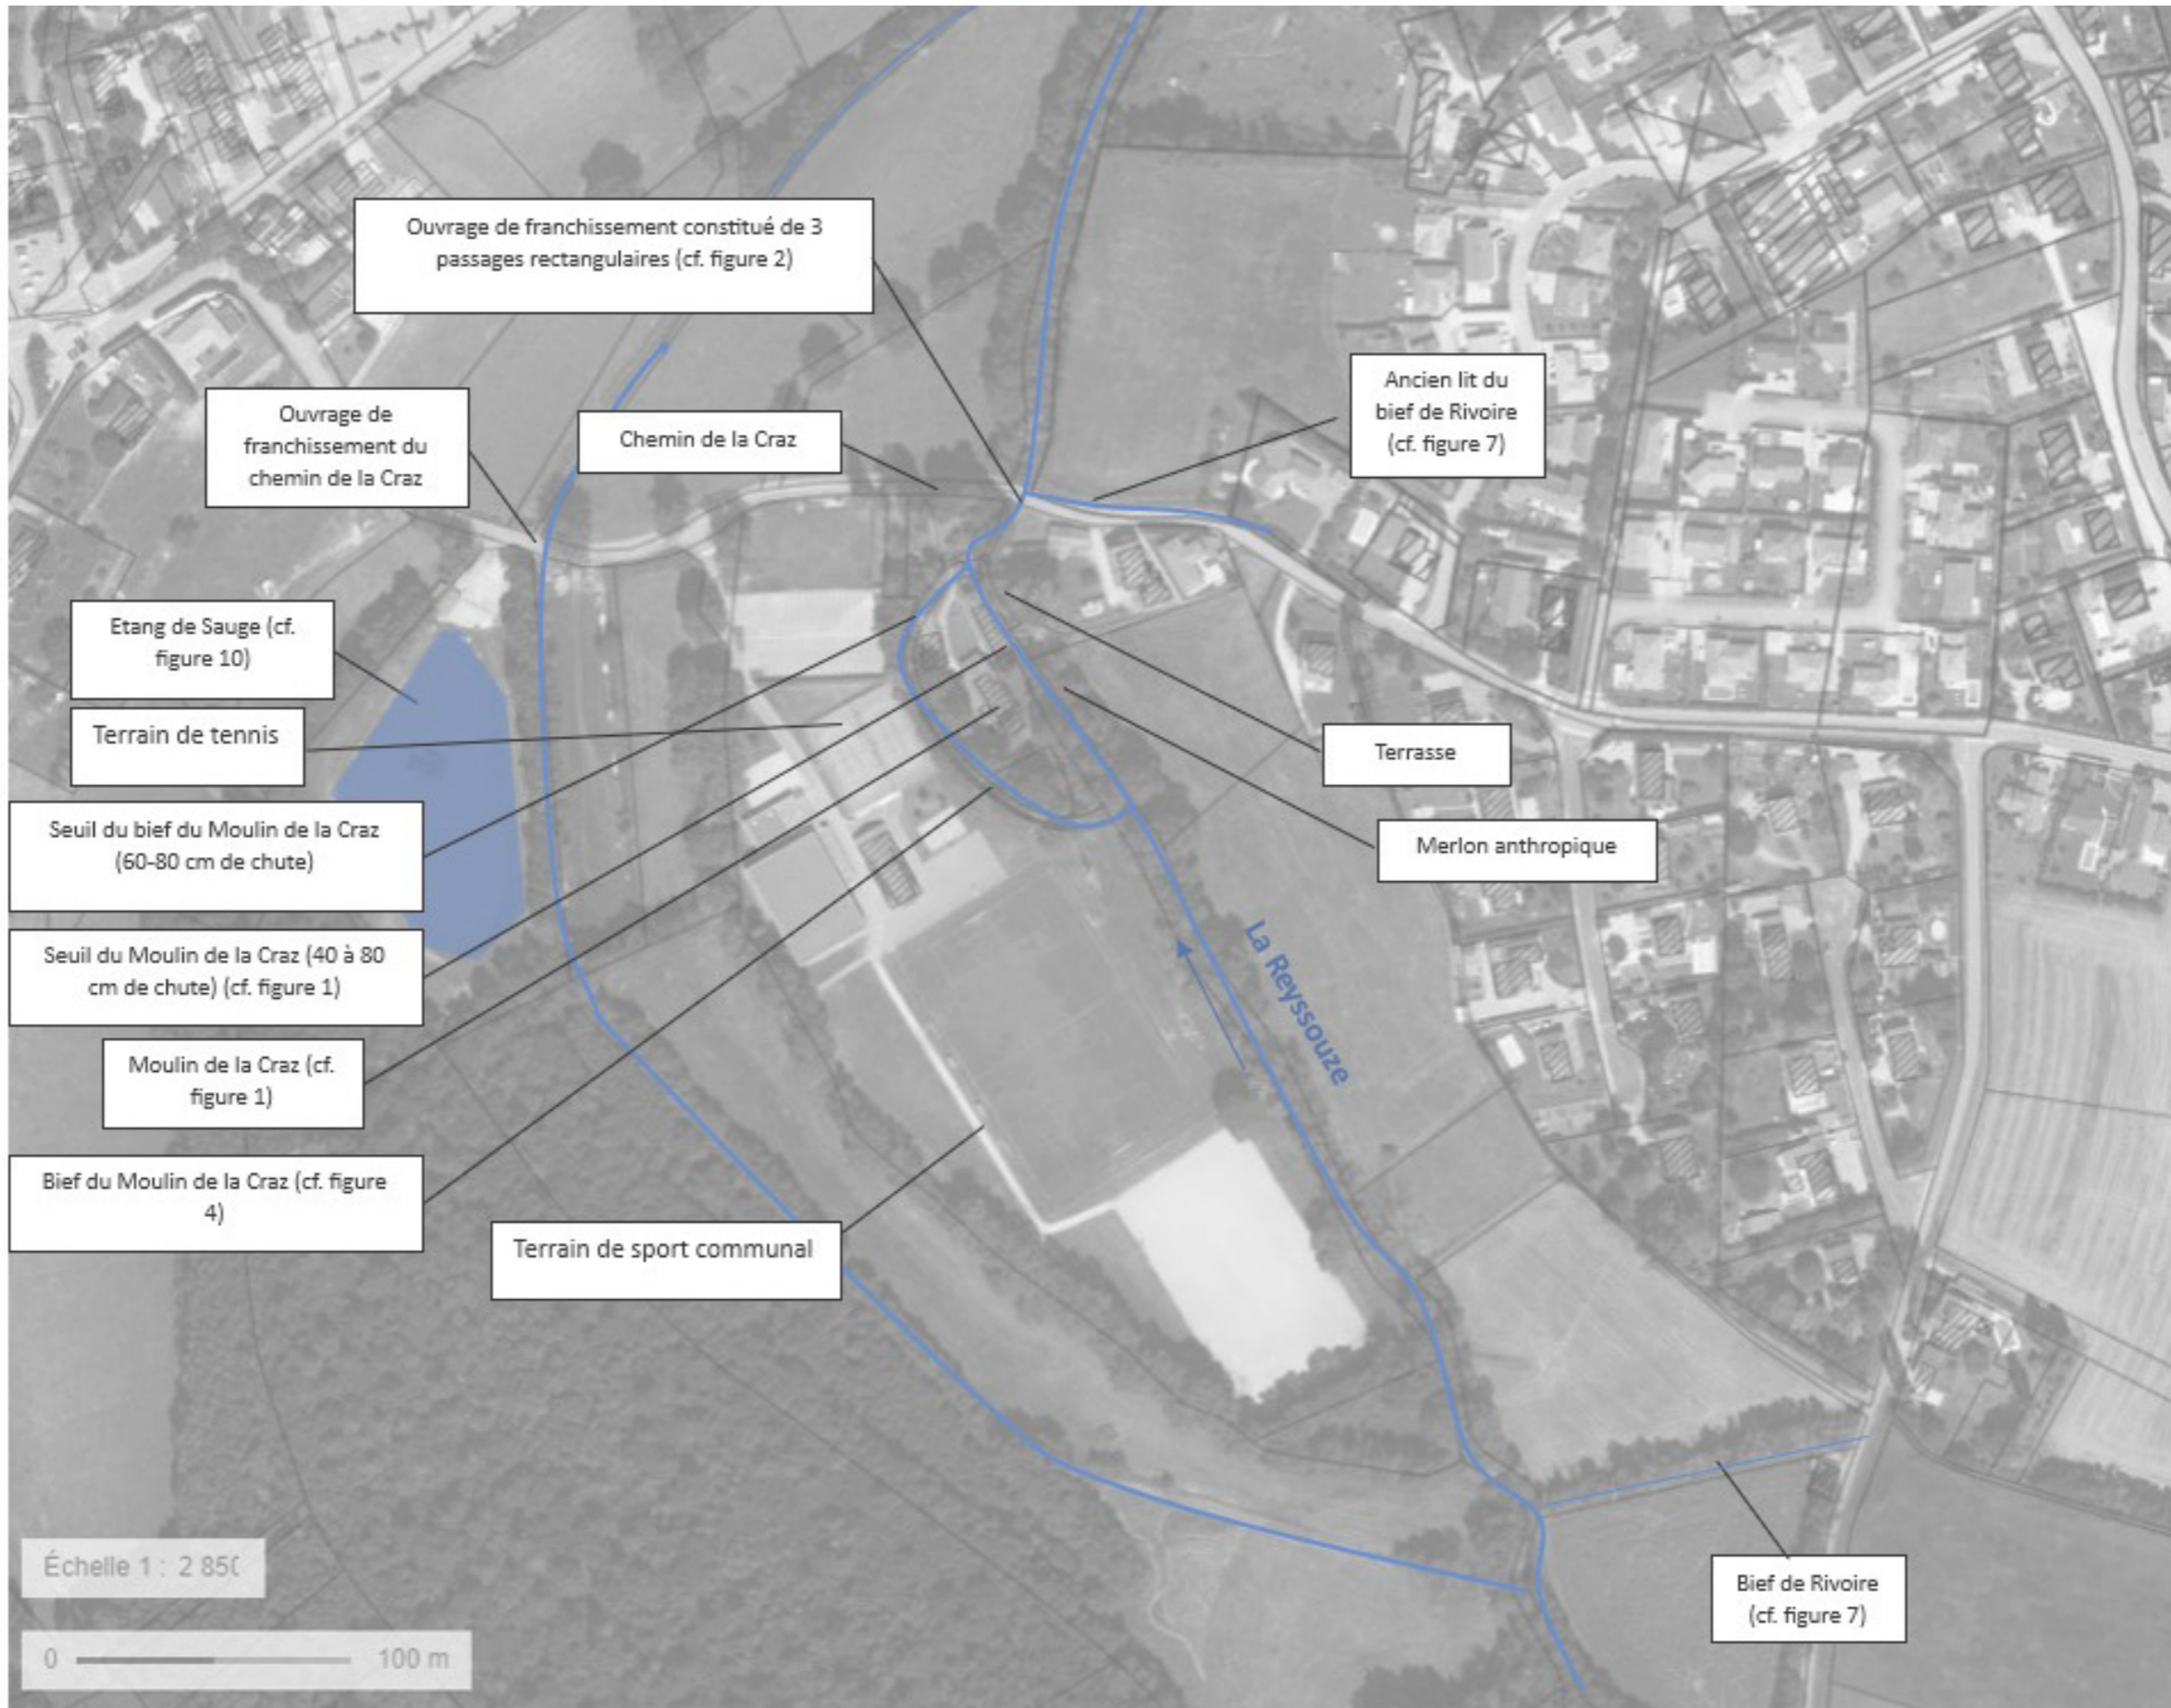 Ouvrage de franchissement constitué de 3
passages rectangulaires (cf. figure 2)
Ancien lit du
bief de Rivoire
(cf. figure 7)
Ouvrage de
franchissement du
chemin de la Craz
Chemin de la Craz
Etang de Sauge (cf.
figure 10)
Terrain de tennis
Terrasse
Seuil du bief du Moulin de la Craz
(60-80 cm de chute)
Merlon anthropique
Seuil du Moulin de la Craz (40 à 80
cm de chute) (cf. figure 1)
La Reyssouze
Moulin de la Craz (cf.
figure 1)
Bief du Moulin de la Craz (cf. figure
4)
Terrain de sport communal
Bief de Rivoire
(cf. figure 7)
Échelle 1 : 2 850
0 100 m